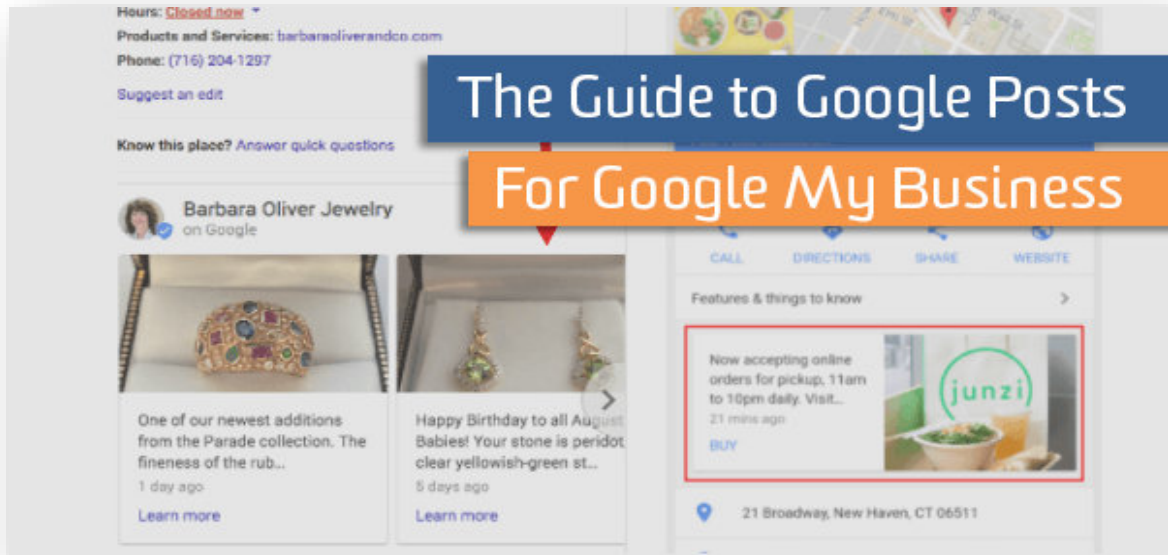 Hours: Closed now
Products and Services: barbaraoliverandco.com
Phone: (716) 204-1297
Suggest an edit
Know this place? Answer quick questions
Barbara Oliver Jewelry
on Google
One of our newest additions
from the Parade collection. The
fineness of the rub...
1 day ago
Learn more
Happy Birthday to all August
Babies! Your stone is peridot
clear yellowish-green st...
5 days ago
Learn more
The Guide to Google Posts
For Google My Business
CALL DIRECTIONS SHARE WEBSITE
Features & things to know
Now accepting online
orders for pickup, 11am
to 10pm daily. Visit...
21 mins ago
BUY
junzi
21 Broadway, New Haven, CT 06511